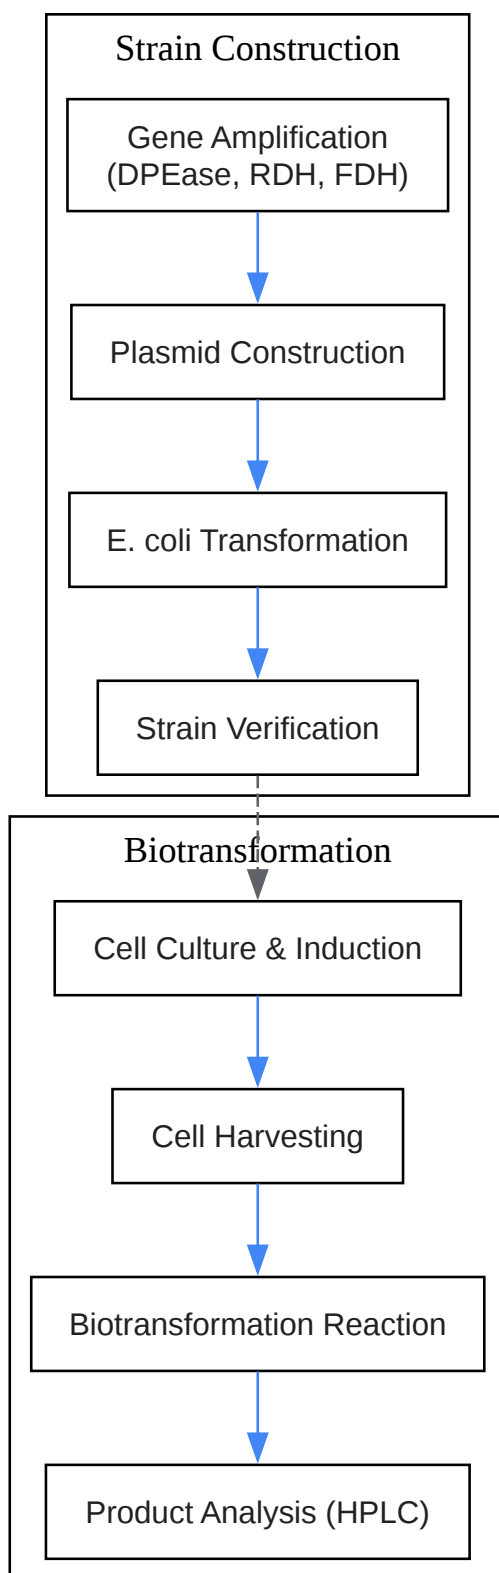 Strain Construction
Gene Amplification
(DPEase, RDH, FDH)
Plasmid Construction
E. coli Transformation
Strain Verification
Biotransformation
Cell Culture & Induction
Cell Harvesting
Biotransformation Reaction
Product Analysis (HPLC)